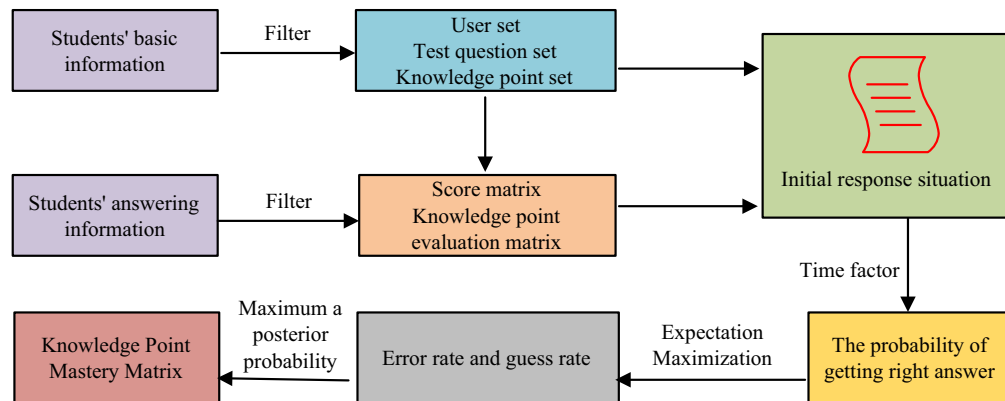 Students' basic
information
Filter
User set
Test question set
Knowledge point set
Students' answering
information
Filter
Score matrix
Knowledge point
evaluation matrix
Initial response situation
Time factor
The probability of
getting right answer
Expectation
Maximization
Error rate and guess rate
Maximum a
posterior
probability
Knowledge Point
Mastery Matrix